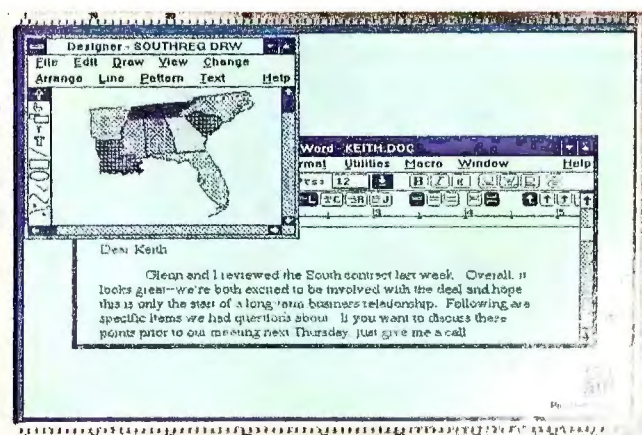 Designer - SOUTHREG.DRW
File Edit Draw View Change
Arrange Line Pattern Text Help
Word - KEITH.DOC
Utilities Macro Window Help
12
Dear Keith
Glenn and I reviewed the South contract last week. Overall, it
looks great--we're both excited to be involved with the deal and hope
this is only the start of a long term business relationship. Following are
specific items we had questions about. If you want to discuss these
points prior to our meeting next Thursday, just give me a call